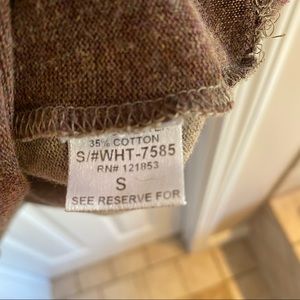 35% COTTON
S/#WHT-7585
RN# 121853
S
SEE RESERVE FOR